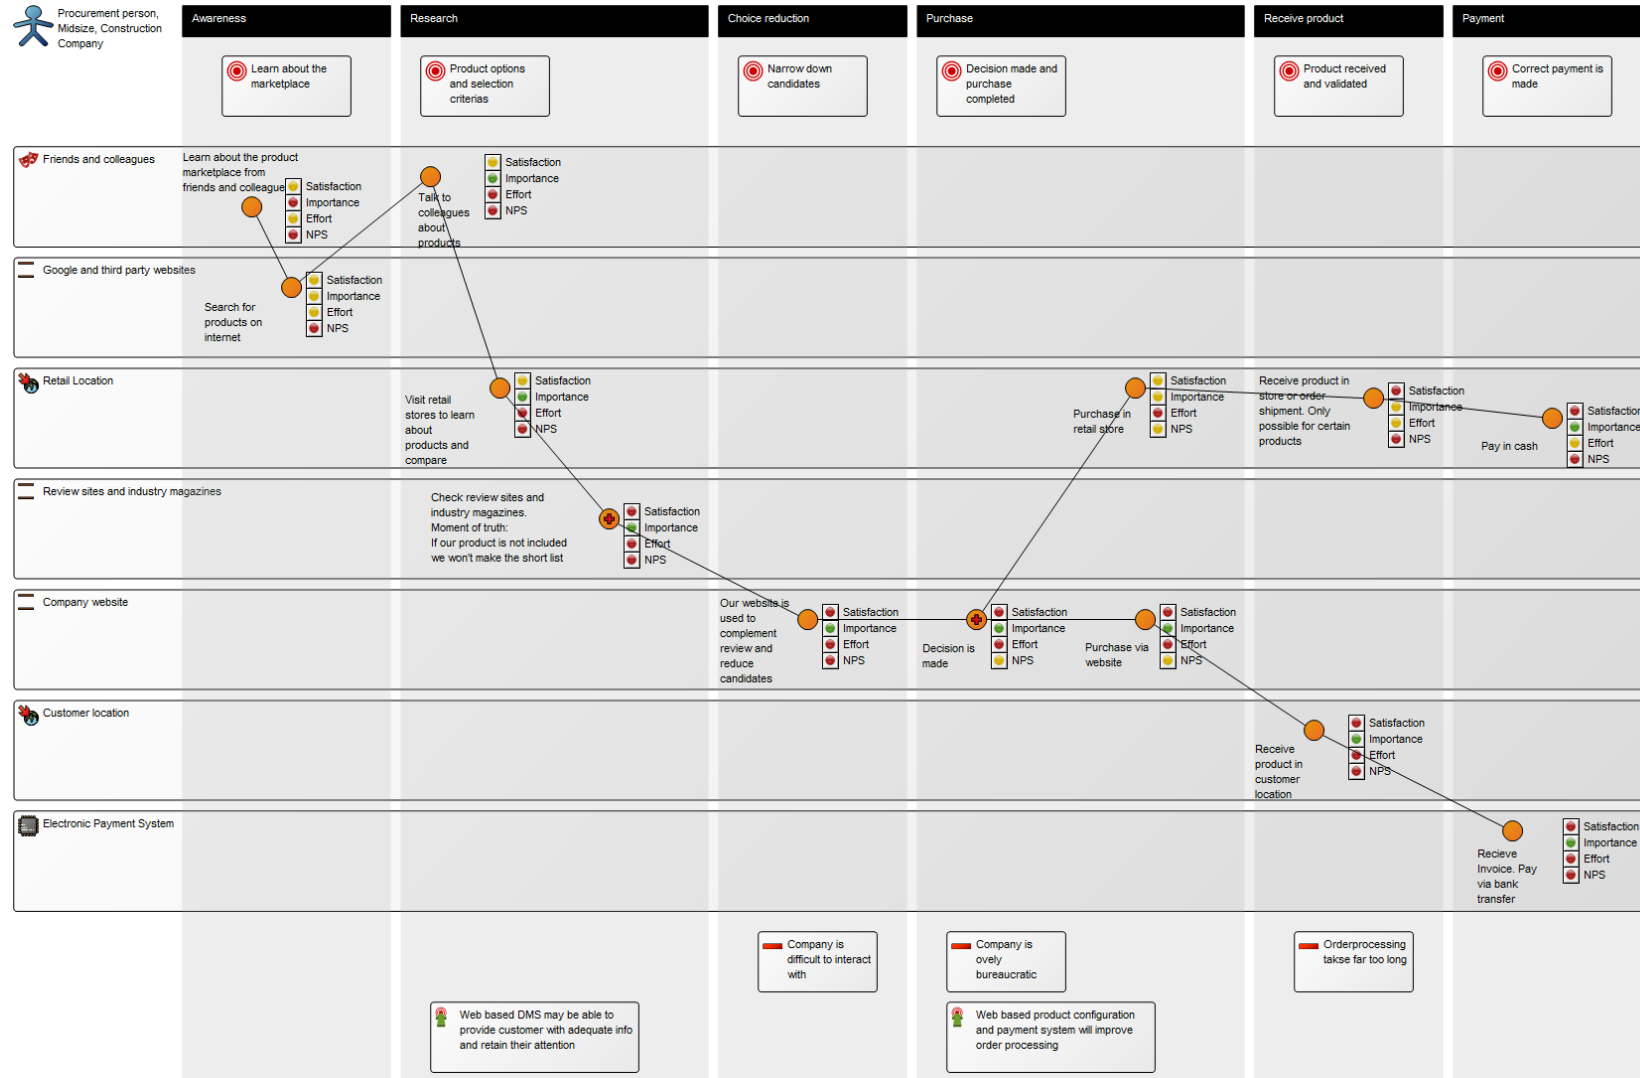 Procurement person,
Midsize, Construction
Company
Awareness
Research
Choice reduction
Purchase
Receive product
Payment
Learn about the
marketplace
Product options
and selection
criterias
Narrow down
candidates
Decision made and
purchase
completed
Product received
and validated
Correct payment is
made
Friends and colleagues
Learn about the product
marketplace from
friends and colleague
Satisfaction
Importance
Effort
NPS
Talk to
colleagues
about
products
Satisfaction
Importance
Effort
NPS
Google and third party websites
Search for
products on
internet
Satisfaction
Importance
Effort
NPS
Retail Location
Visit retail
stores to learn
about
products and
compare
Satisfaction
Importance
Effort
NPS
Purchase in
retail store
Satisfaction
Importance
Effort
NPS
Receive product in
store or order
shipment. Only
possible for certain
products
Satisfaction
Importance
Effort
NPS
Pay in cash
Satisfaction
Importance
Effort
NPS
Review sites and industry magazines
Check review sites and
industry magazines.
Moment of truth:
If our product is not included
we won't make the short list
Satisfaction
Importance
Effort
NPS
Company website
Our website is
used to
complement
review and
reduce
candidates
Satisfaction
Importance
Effort
NPS
Decision is
made
Satisfaction
Importance
Effort
NPS
Purchase via
website
Satisfaction
Importance
Effort
NPS
Customer location
Receive
product in
customer
location
Satisfaction
Importance
Effort
NPS
Electronic Payment System
Recieve
Invoice. Pay
via bank
transfer
Satisfaction
Importance
Effort
NPS
Company is
difficult to interact
with
Company is
ovely
bureaucratic
Orderprocessing
takse far too long
Web based DMS may be able to
provide customer with adequate info
and retain their attention
Web based product configuration
and payment system will improve
order processing